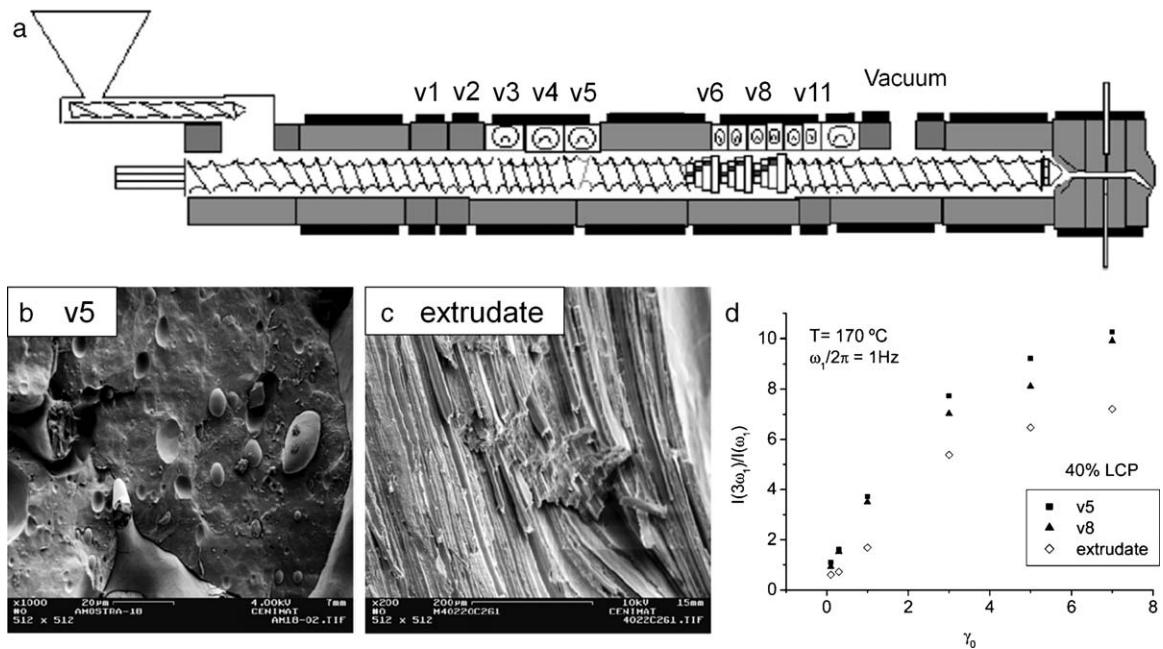 a
v1 v2 v3 v4 v5 v6 v8 v11 Vacuum
b v5
x1000 20µm 4.00kV 7mm
#0 AMOSTRA-18 CENIMAT
512 x 512 AM18-02.TIF
c extrudate
x200 200µm 10kV 15mm
#0 M40220C261 CENIMAT
512 x 512 4022C261.TIF
d
T= 170 ºC
ω₁/2π = 1Hz
I(3ω₁)/I(ω₁)
10
8
6
4
2
0
40% LCP
v5
v8
extrudate
0 2 4 6 8
γ₀